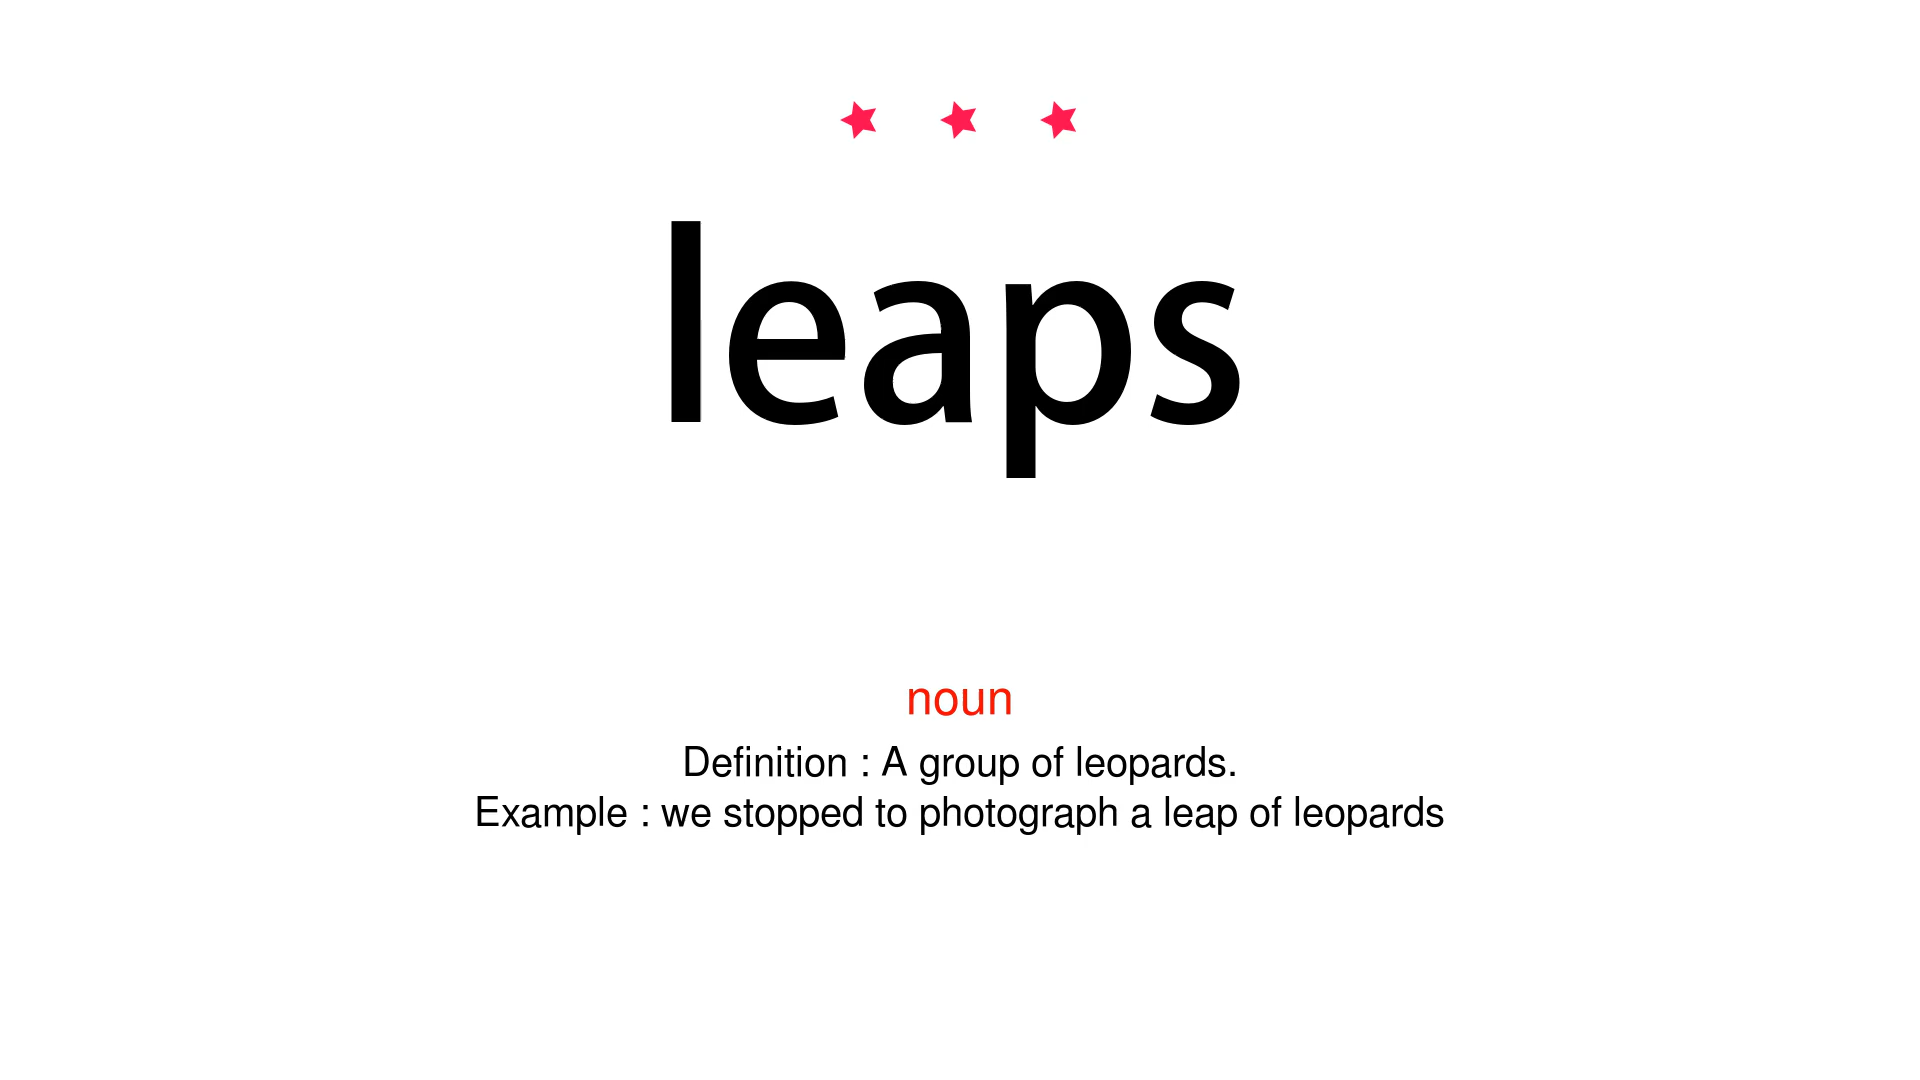 leaps
noun
Definition : A group of leopards.
Example : we stopped to photograph a leap of leopards